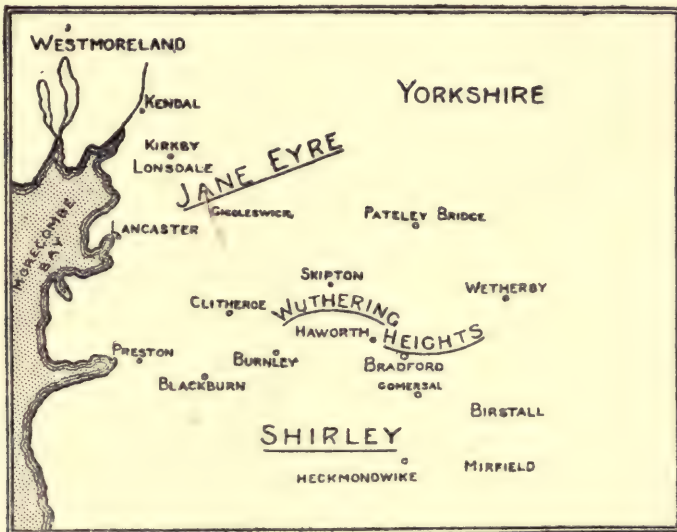 WESTMORELAND
YORKSHIRE
KENDAL
KIRKBY
LONSDALE
JANE EYRE
GIGGLESWICK
PATELEY BRIDGE
LANCASTER
MORECOMBE
BAY
SKIPTON
WETHERBY
CLITHEROE
WUTHERING
HAWORTH
HEIGHTS
PRESTON
BURNLEY
BRADFORD
BLACKBURN
GOMERSAL
BIRSTALL
SHIRLEY
HECKMONDWIKE
MIRFIELD